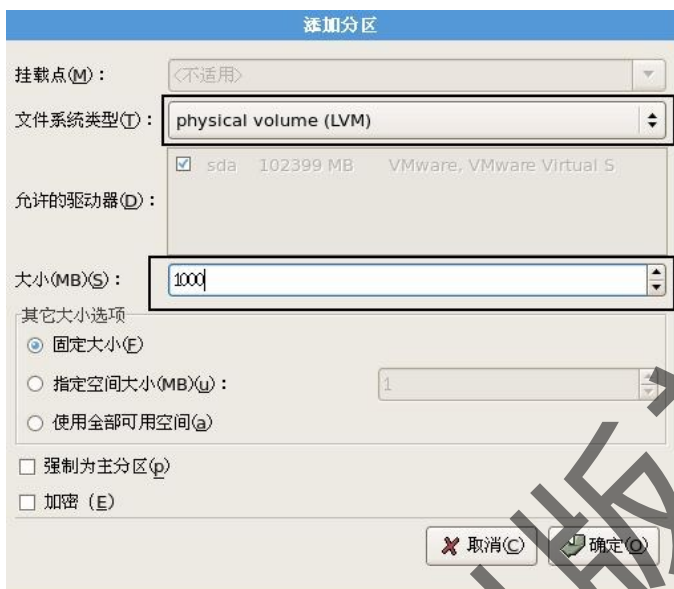 添加分区
挂载点(M)： <不适用>
文件系统类型(T)： physical volume (LVM)
sda 102399 MB VMware, VMware Virtual S
允许的驱动器(D)：
大小(MB)(S)： 1000
其它大小选项
固定大小(F)
指定空间大小(MB)(u)： 1
使用全部可用空间(a)
强制为主分区(p)
加密 (E)
取消(C) 确定(O)
版